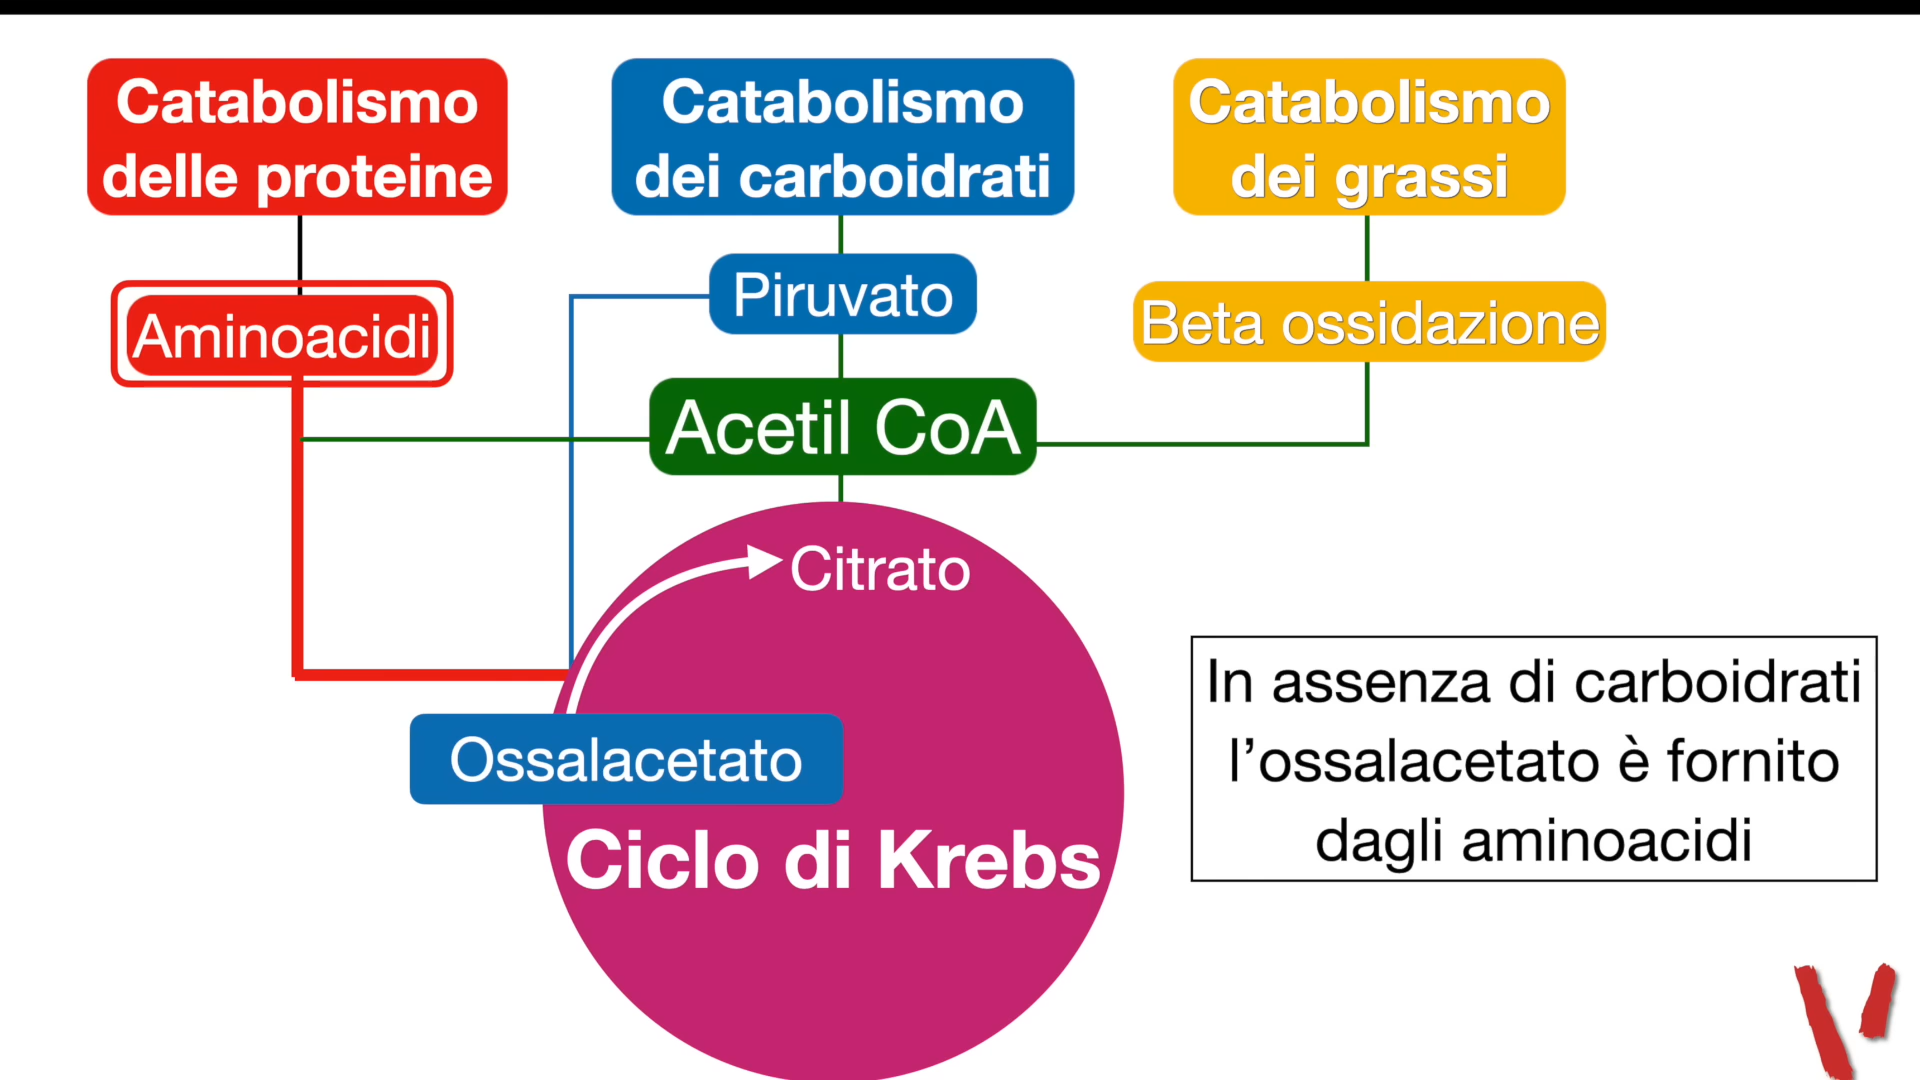 Catabolismo
delle proteine
Catabolismo
dei carboidrati
Catabolismo
dei grassi
Aminoacidi
Piruvato
Beta ossidazione
Acetil CoA
Citrato
Ossalacetato
Ciclo di Krebs
In assenza di carboidrati
l’ossalacetato è fornito
dagli aminoacidi